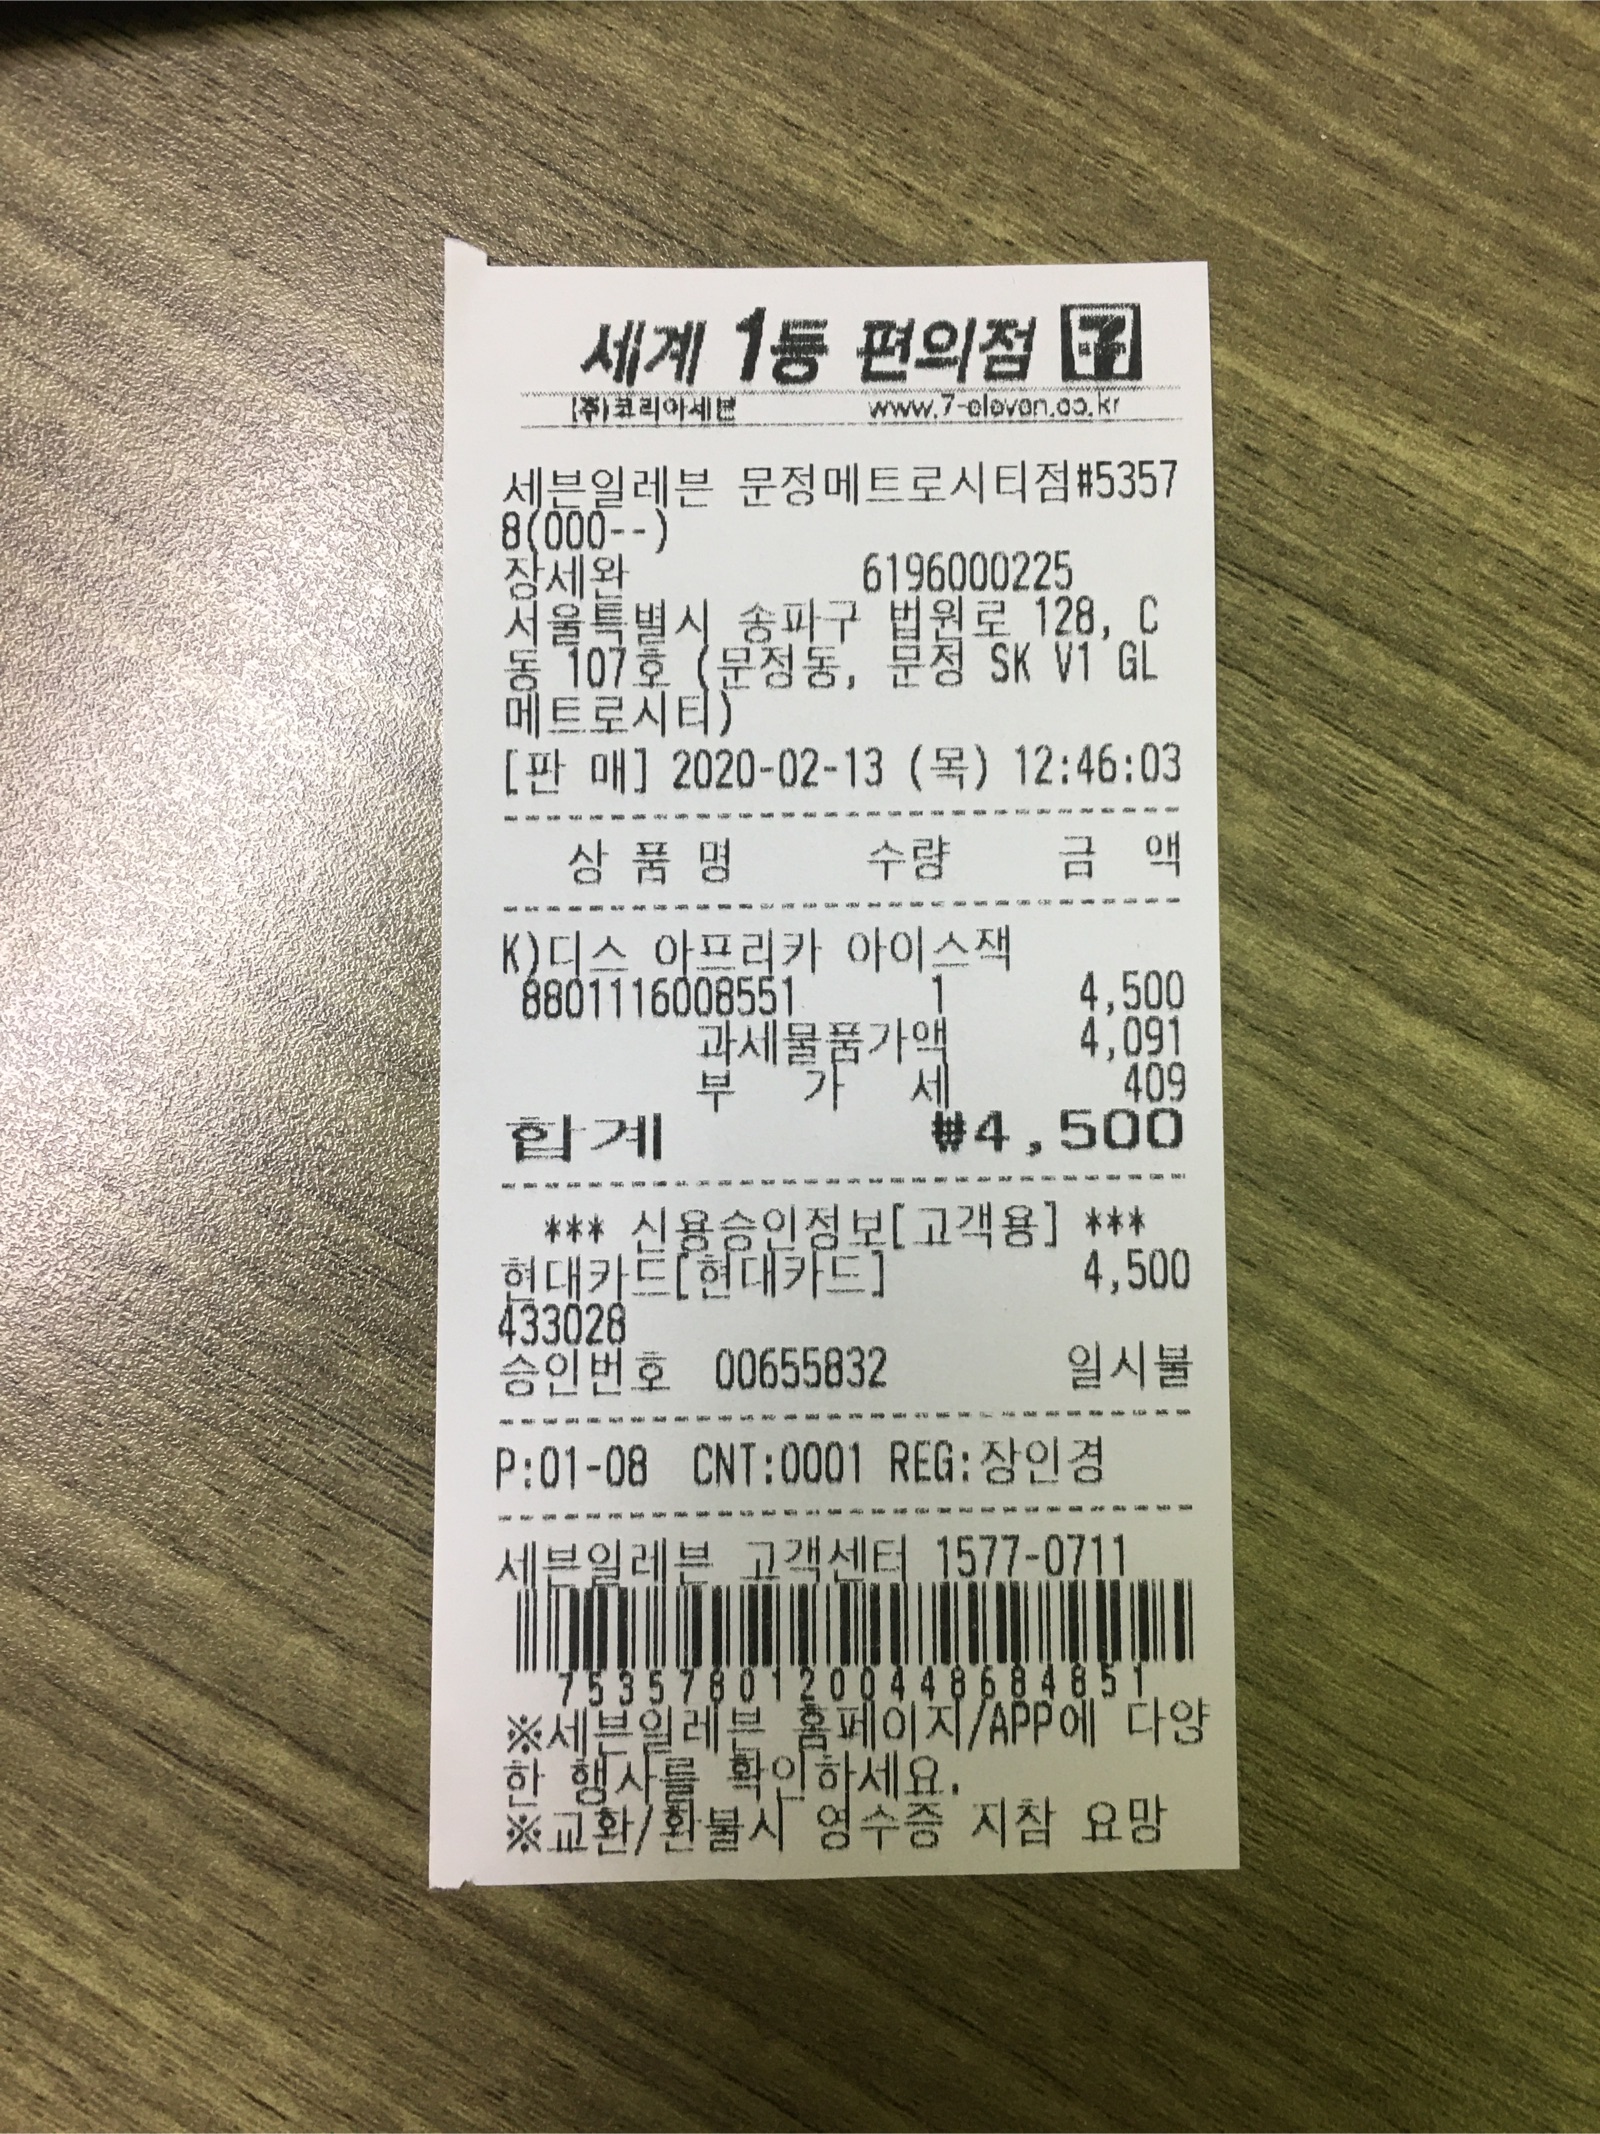 세계 1등 편의점 7
(주)코리아세븐 www.7-eleven.co.kr
세븐일레븐 문정메트로시티점#5357
8(000--)
장세완 6196000225
서울특별시 송파구 법원로 128, C
동 107호 (문정동, 문정 SK V1 GL
메트로시티)
[판 매] 2020-02-13 (목) 12:46:03
상 품 명 수량 금 액
K)디스 아프리카 아이스잭
8801116008551 1 4,500
과세물품가액 4,091
부 가 세 409
합계 ₩4,500
*** 신용승인정보[고객용] ***
현대카드[현대카드] 4,500
433028
승인번호 00655832 일시불
P:01-08 CNT:0001 REG:장인경
세븐일레븐 고객센터 1577-0711
75357801200448684851
※세븐일레븐 홈페이지/APP에 다양
한 행사를 확인하세요.
※교환/환불시 영수증 지참 요망